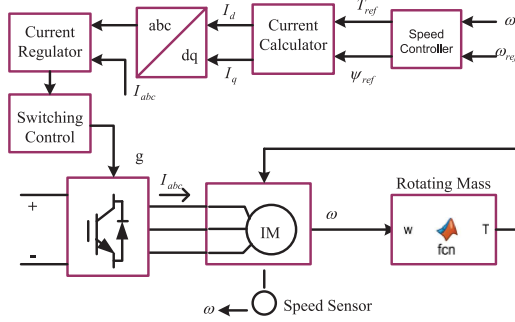 Current
Regulator
abc
dq
I_d
I_q
Current
Calculator
T_ref
ψ_ref
Speed
Controller
ω
ω_ref
I_abc
Switching
Control
g
I_abc
+
-
IM
ω
Rotating Mass
w
fcn
T
ω
Speed Sensor